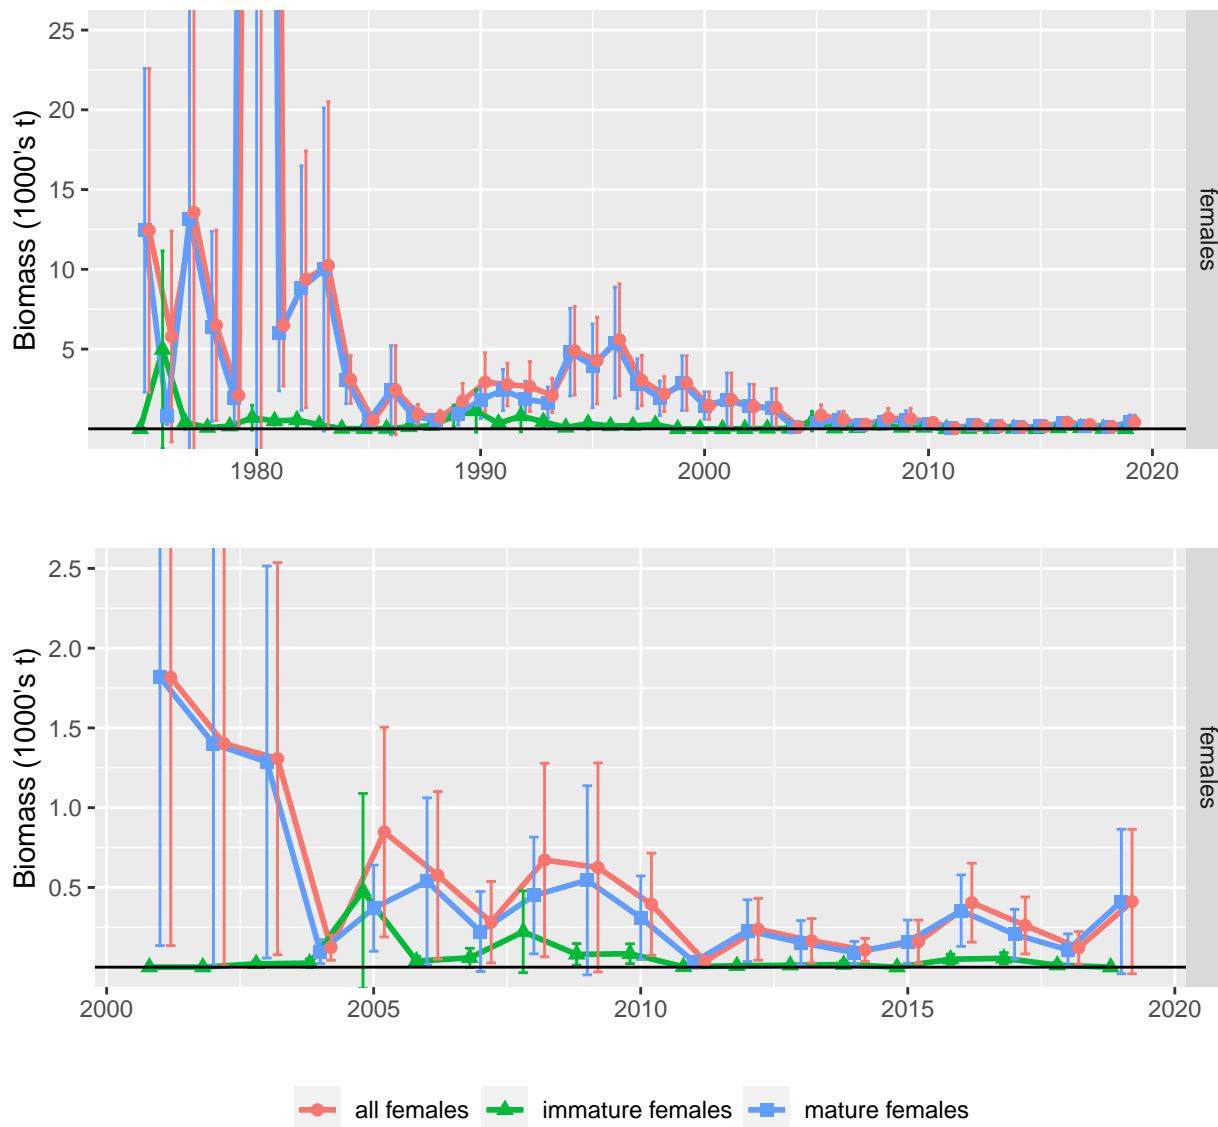 25
20
15
10
5
Biomass (1000's t)
females
1980 1990 2000 2010 2020
2.5
2.0
1.5
1.0
0.5
Biomass (1000's t)
females
2000 2005 2010 2015 2020
all females immature females mature females